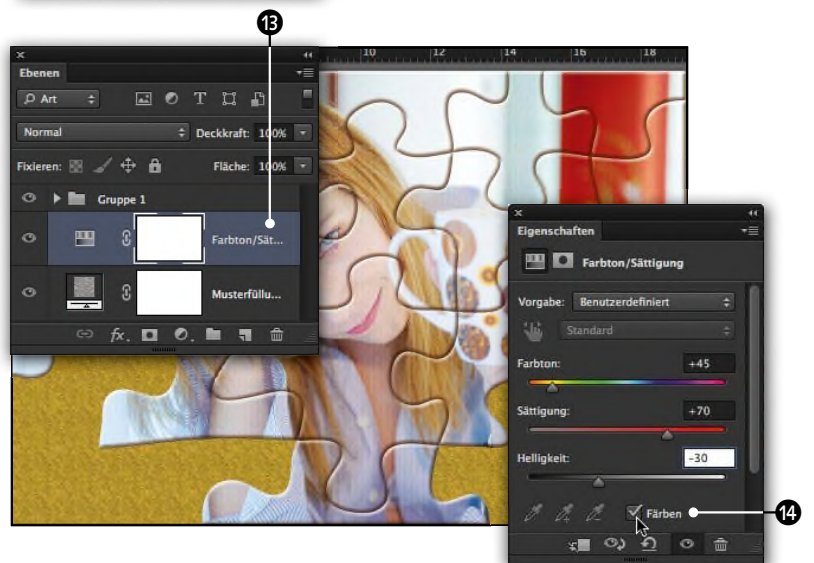 13
10 12 14 16 18
Ebenen
Art
Normal Deckkraft: 100%
Fixieren: Fläche: 100%
Gruppe 1
Farbton/Sät...
Musterfüllu...
fx.
Eigenschaften
Farbton/Sättigung
Vorgabe: Benutzerdefiniert
Standard
Farbton: +45
Sättigung: +70
Helligkeit: -30
Färben 14